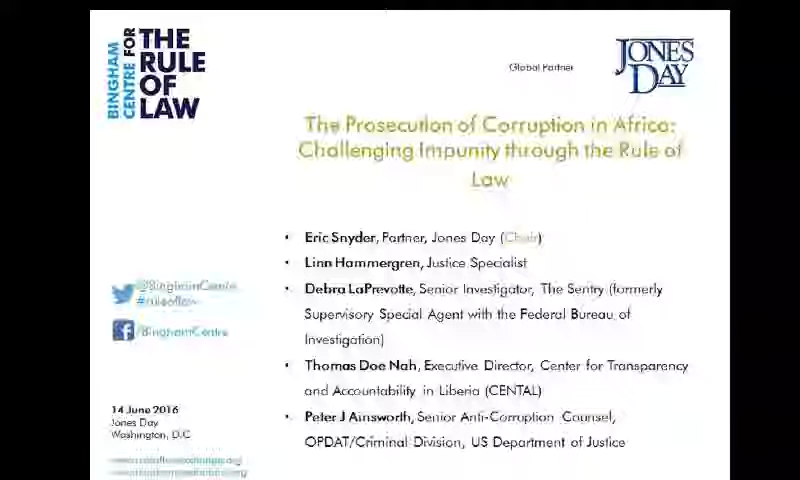 BINGHAM
CENTRE FOR
THE
RULE
OF
LAW
Global Partner
JONES
DAY
The Prosecution of Corruption in Africa:
Challenging Impunity through the Rule of
Law
• Eric Snyder, Partner, Jones Day (Chair)
• Linn Hammergren, Justice Specialist
• Debra LaPrevotte, Senior Investigator, The Sentry (formerly
Supervisory Special Agent with the Federal Bureau of
Investigation)
• Thomas Doe Nah, Executive Director, Center for Transparency
and Accountability in Liberia (CENTAL)
• Peter J Ainsworth, Senior Anti-Corruption Counsel,
OPDAT/Criminal Division, US Department of Justice
@BinghamCentre
#ruleoflaw
/BinghamCentre
14 June 2016
Jones Day
Washington, D.C